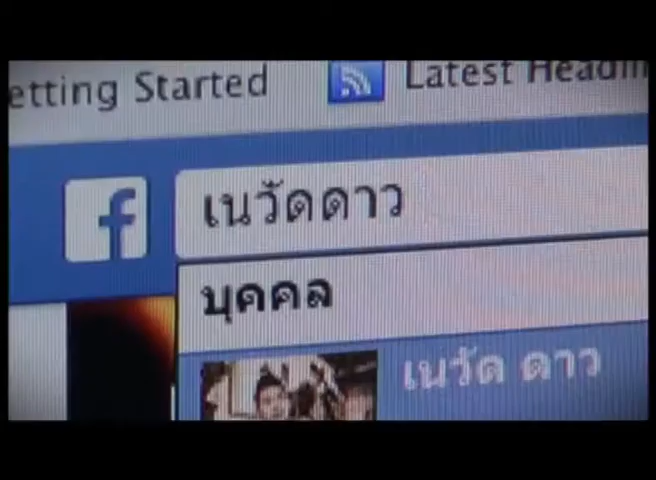 etting Started
Latest Headlin
f
เนวัดดาว
บุคคล
เนวัด ดาว